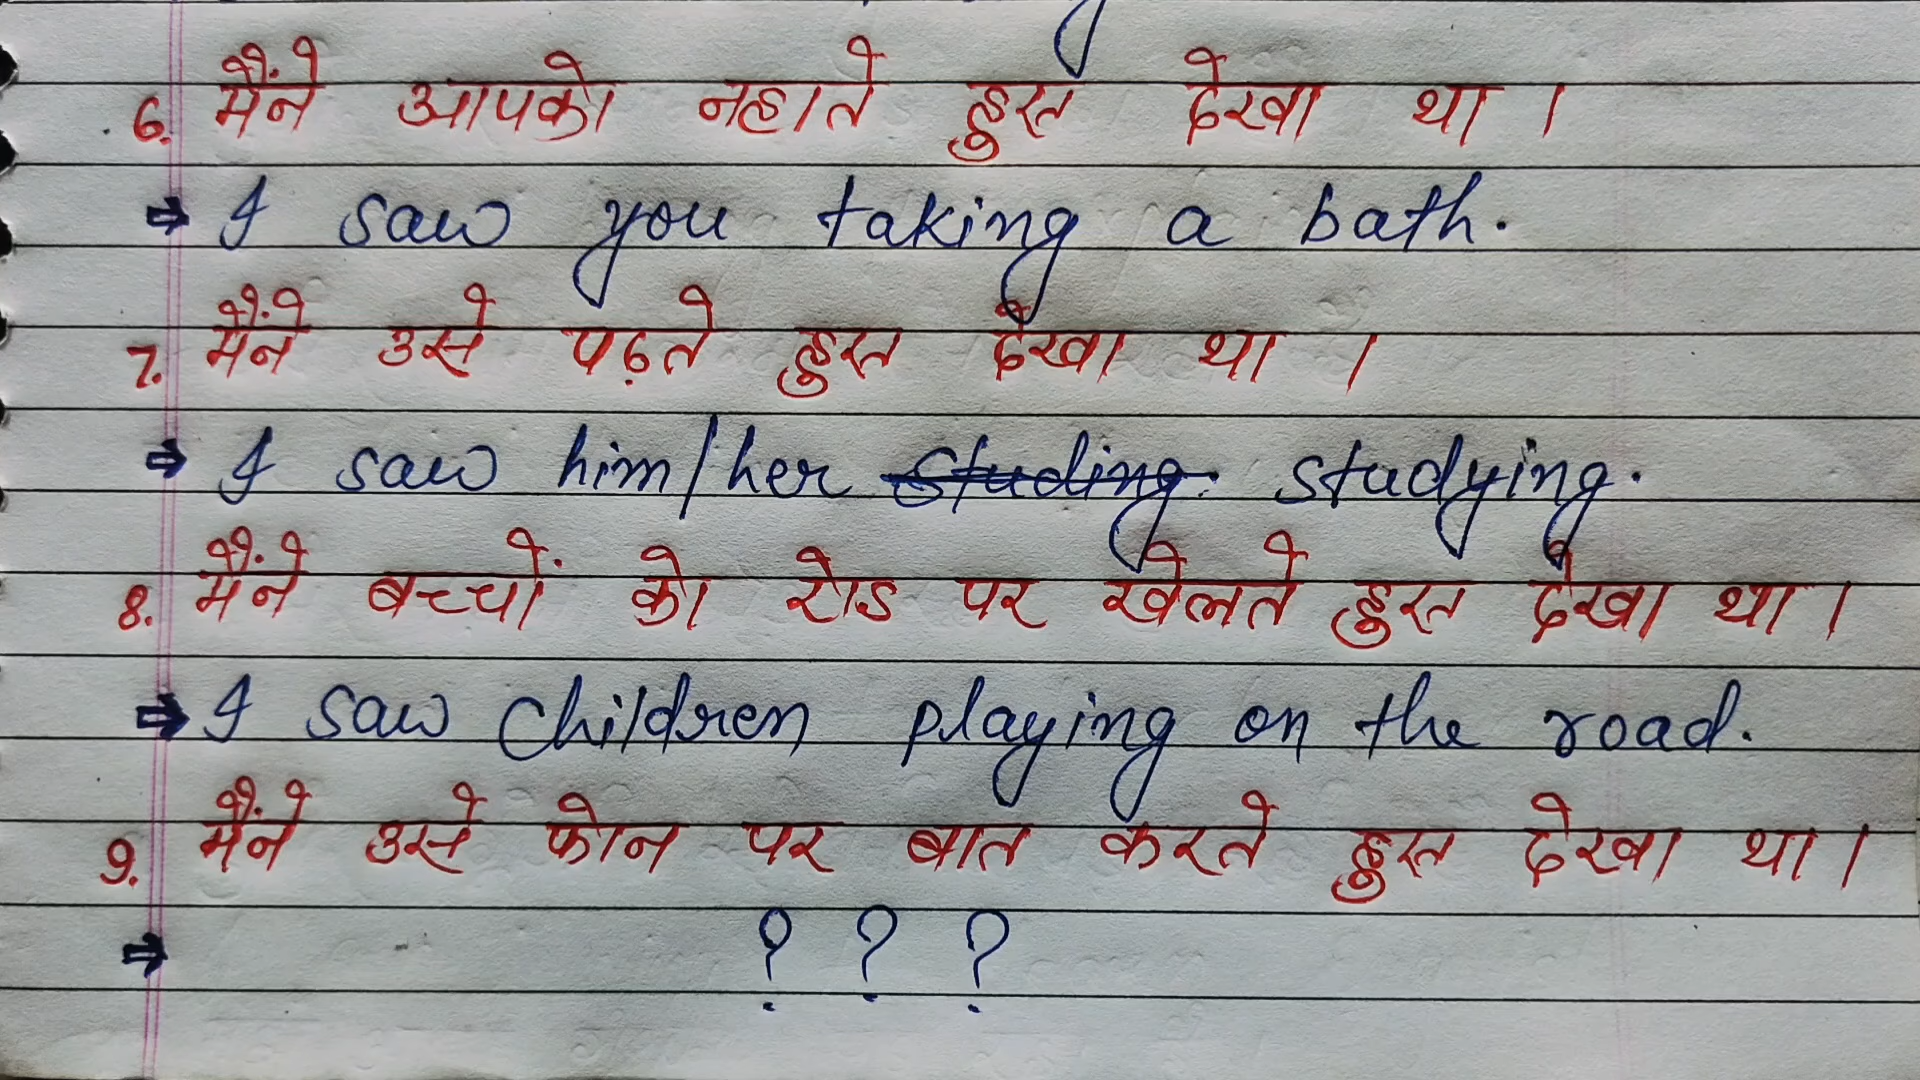 6. मैंने आपको नहाते हुए देखा था ।
⇒ I saw you taking a bath.
7. मैंने उसे पढ़ते हुए देखा था ।
⇒ I saw him/her studing. studying.
8. मैंने बच्चों को रोड पर खेलते हुए देखा था ।
⇒ I saw children playing on the road.
9. मैंने उसे फोन पर बात करते हुए देखा था ।
⇒ ? ? ?